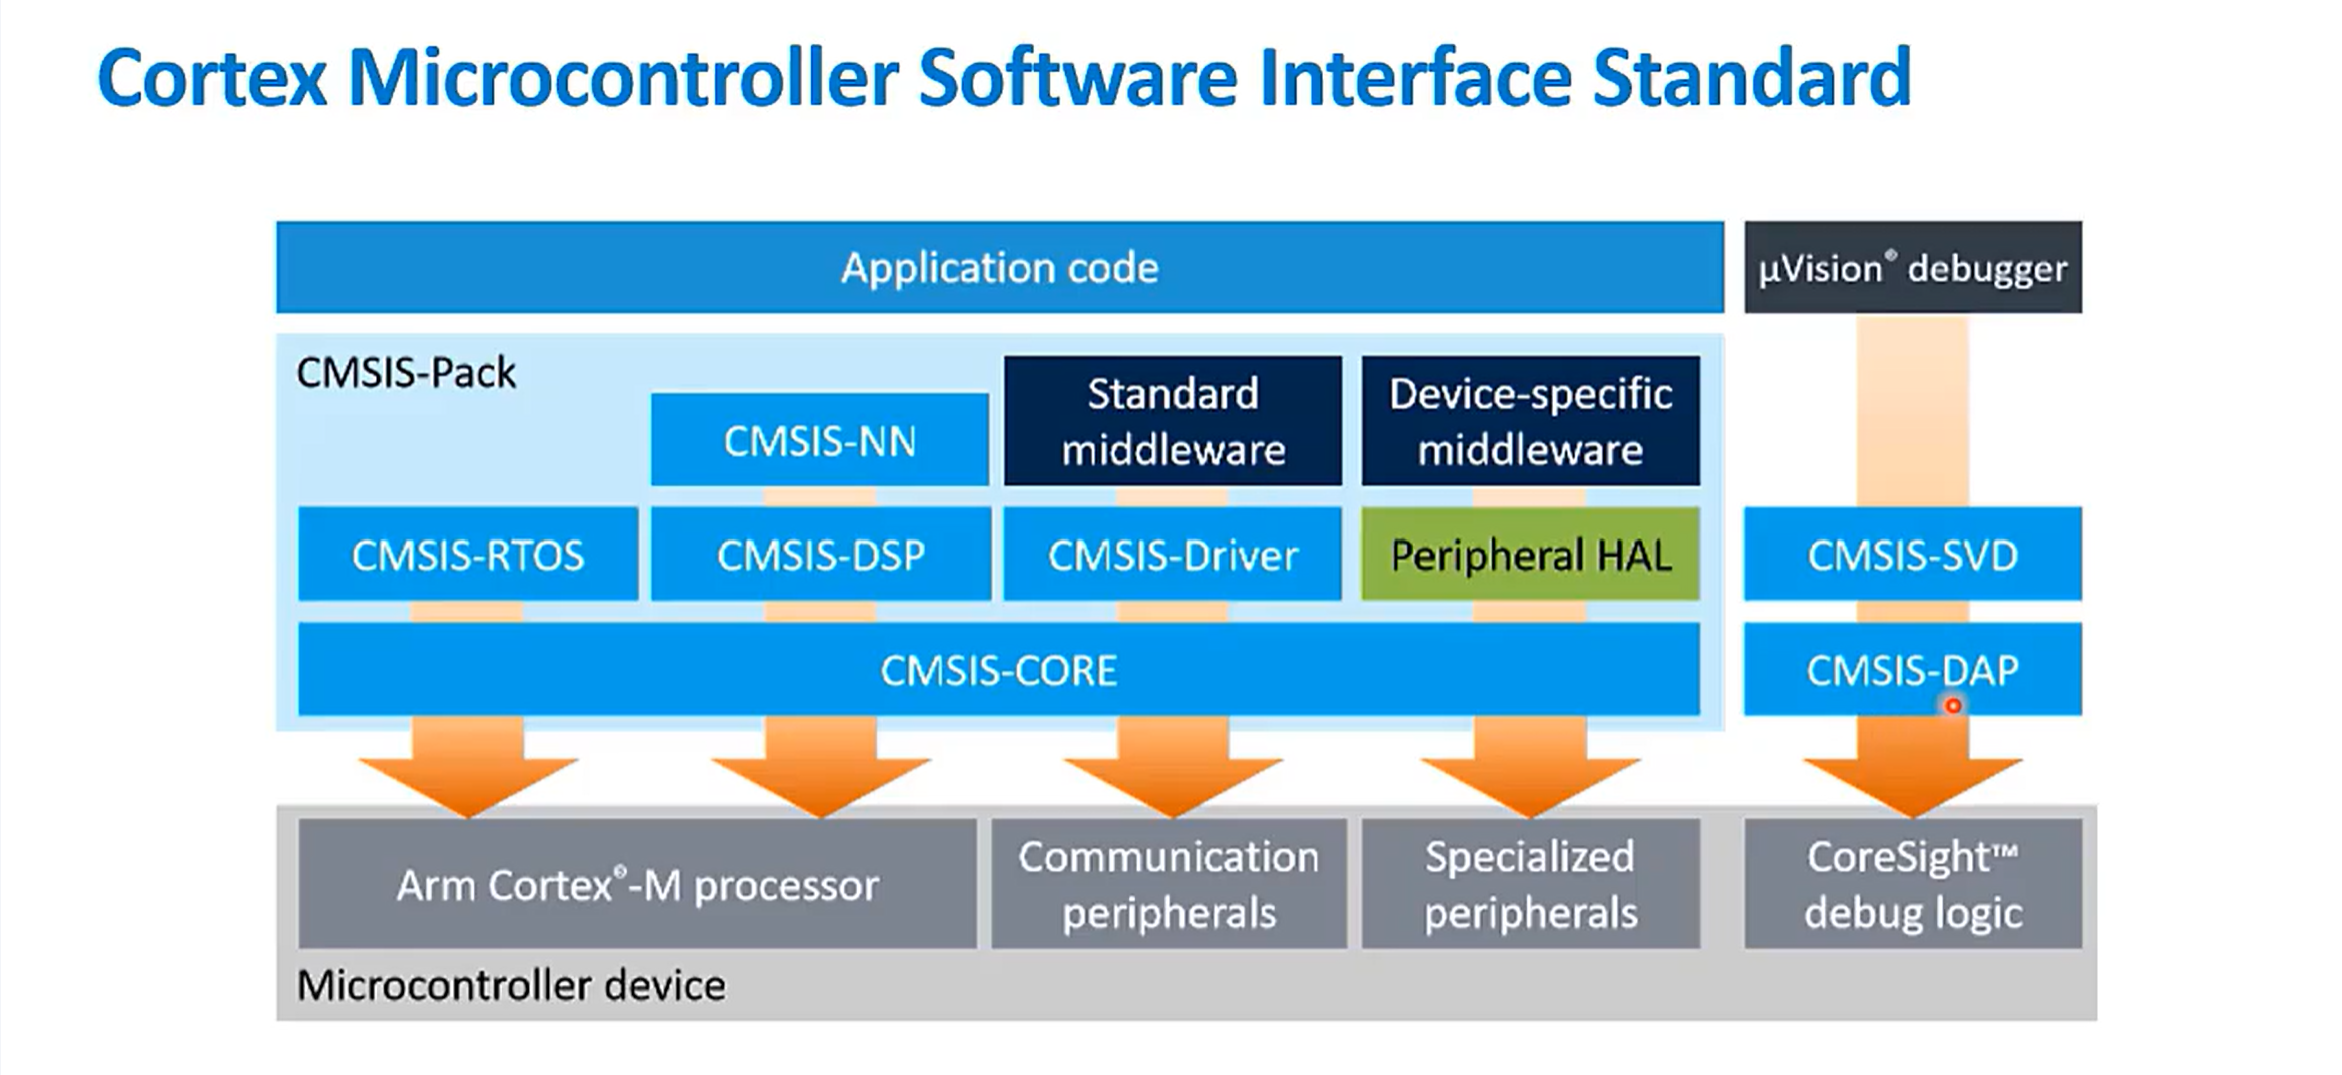 Cortex Microcontroller Software Interface Standard
Application code
µVision® debugger
CMSIS-Pack
CMSIS-NN
Standard
middleware
Device-specific
middleware
CMSIS-RTOS
CMSIS-DSP
CMSIS-Driver
Peripheral HAL
CMSIS-SVD
CMSIS-CORE
CMSIS-DAP
Arm Cortex®-M processor
Communication
peripherals
Specialized
peripherals
CoreSight™
debug logic
Microcontroller device